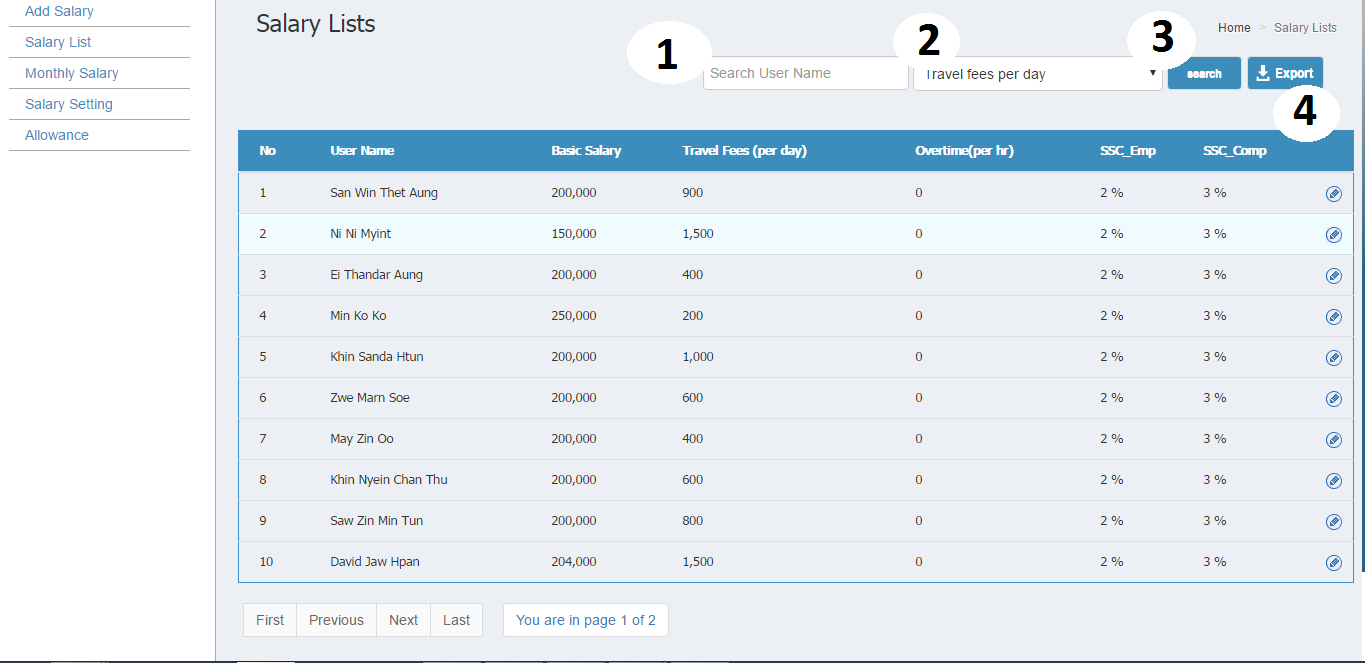 Add Salary
Salary List
Monthly Salary
Salary Setting
Allowance
Salary Lists
Home > Salary Lists
1 2 3
Search User Name Travel fees per day search Export
4
No User Name Basic Salary Travel Fees (per day) Overtime(per hr) SSC_Emp SSC_Comp
1 San Win Thet Aung 200,000 900 0 2 % 3 %
2 Ni Ni Myint 150,000 1,500 0 2 % 3 %
3 Ei Thandar Aung 200,000 400 0 2 % 3 %
4 Min Ko Ko 250,000 200 0 2 % 3 %
5 Khin Sanda Htun 200,000 1,000 0 2 % 3 %
6 Zwe Marn Soe 200,000 600 0 2 % 3 %
7 May Zin Oo 200,000 400 0 2 % 3 %
8 Khin Nyein Chan Thu 200,000 600 0 2 % 3 %
9 Saw Zin Min Tun 200,000 800 0 2 % 3 %
10 David Jaw Hpan 204,000 1,500 0 2 % 3 %
First Previous Next Last You are in page 1 of 2